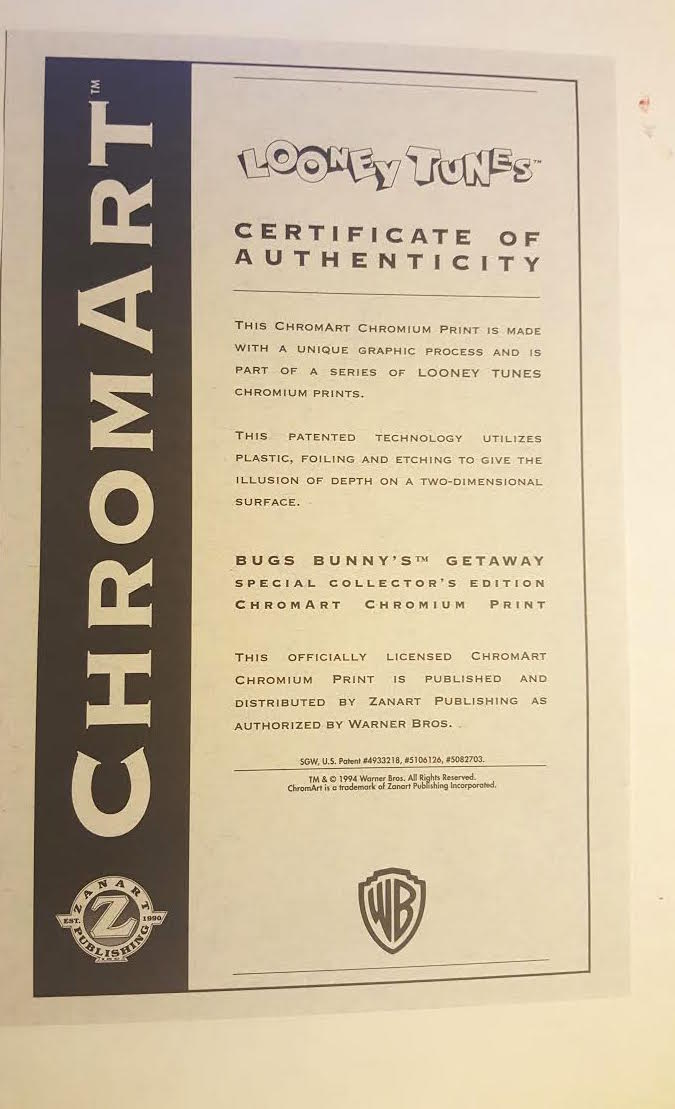 CHROMART™
LOONEY TUNES™
CERTIFICATE OF
AUTHENTICITY
THIS CHROMART CHROMIUM PRINT IS MADE
WITH A UNIQUE GRAPHIC PROCESS AND IS
PART OF A SERIES OF LOONEY TUNES
CHROMIUM PRINTS.
THIS PATENTED TECHNOLOGY UTILIZES
PLASTIC, FOILING AND ETCHING TO GIVE THE
ILLUSION OF DEPTH ON A TWO-DIMENSIONAL
SURFACE.
BUGS BUNNY'S™ GETAWAY
SPECIAL COLLECTOR'S EDITION
CHROMART CHROMIUM PRINT
THIS OFFICIALLY LICENSED CHROMART
CHROMIUM PRINT IS PUBLISHED AND
DISTRIBUTED BY ZANART PUBLISHING AS
AUTHORIZED BY WARNER BROS.
SGW, U.S. Patent #4933218, #5106126, #5082703.
TM & © 1994 Warner Bros. All Rights Reserved.
ChromArt is a trademark of Zanart Publishing Incorporated.
ZANART
EST. Z 1990
PUBLISHING
WB